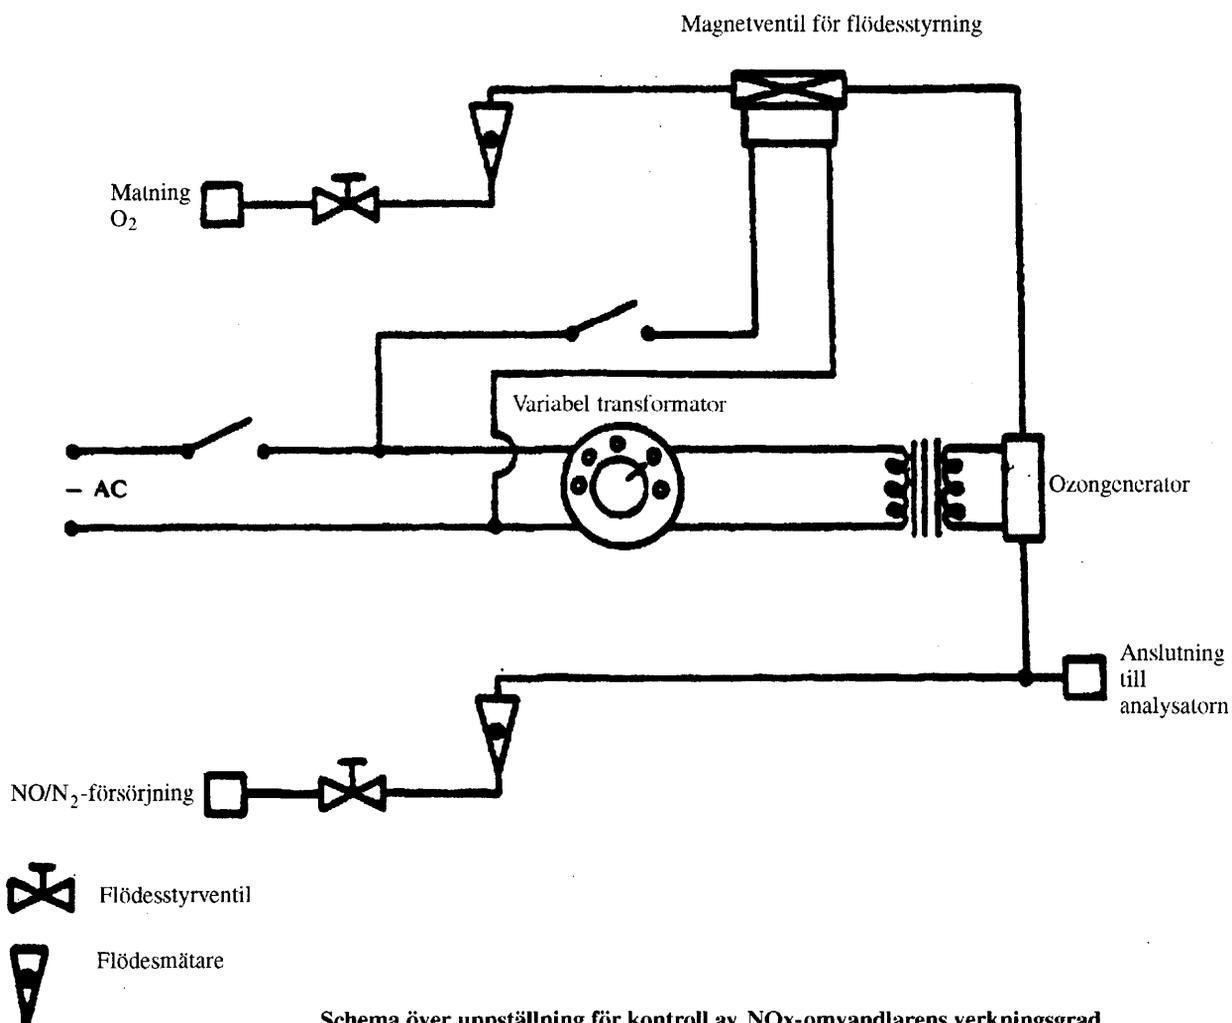 Magnetventil för flödesstyrning
Matning
O₂
Variabel transformator
– AC
Ozongenerator
Anslutning
till
analysatorn
NO/N₂-försörjning
Flödesstyrventil
Flödesmätare
Schema över uppställning för kontroll av NOx-omvandlarens verkningsgrad